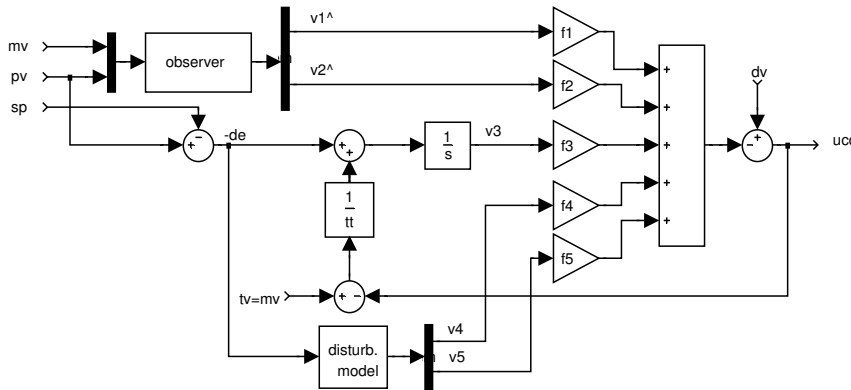 v1^
f1
mv
observer
pv
v2^
f2
dv
sp
-de
1
s
v3
f3
1
tt
f4
f5
tv=mv
disturb.
model
v4
v5
+
+
+
+
+
-
+
+
-
+
+
+
-